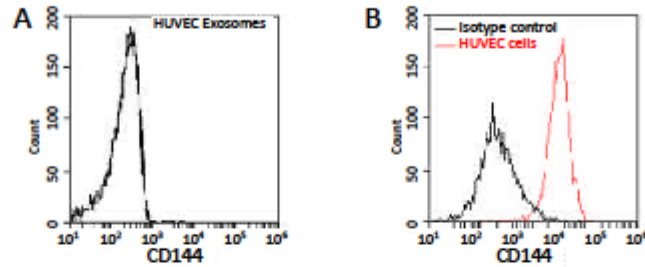 A
HUVEC Exosomes
200
150
100
50
0
Count
10¹ 10² 10³ 10⁴ 10⁵ 10⁶
CD144
B
Isotype control
HUVEC cells
200
150
100
50
0
Count
10¹ 10² 10³ 10⁴ 10⁵ 10⁶
CD144